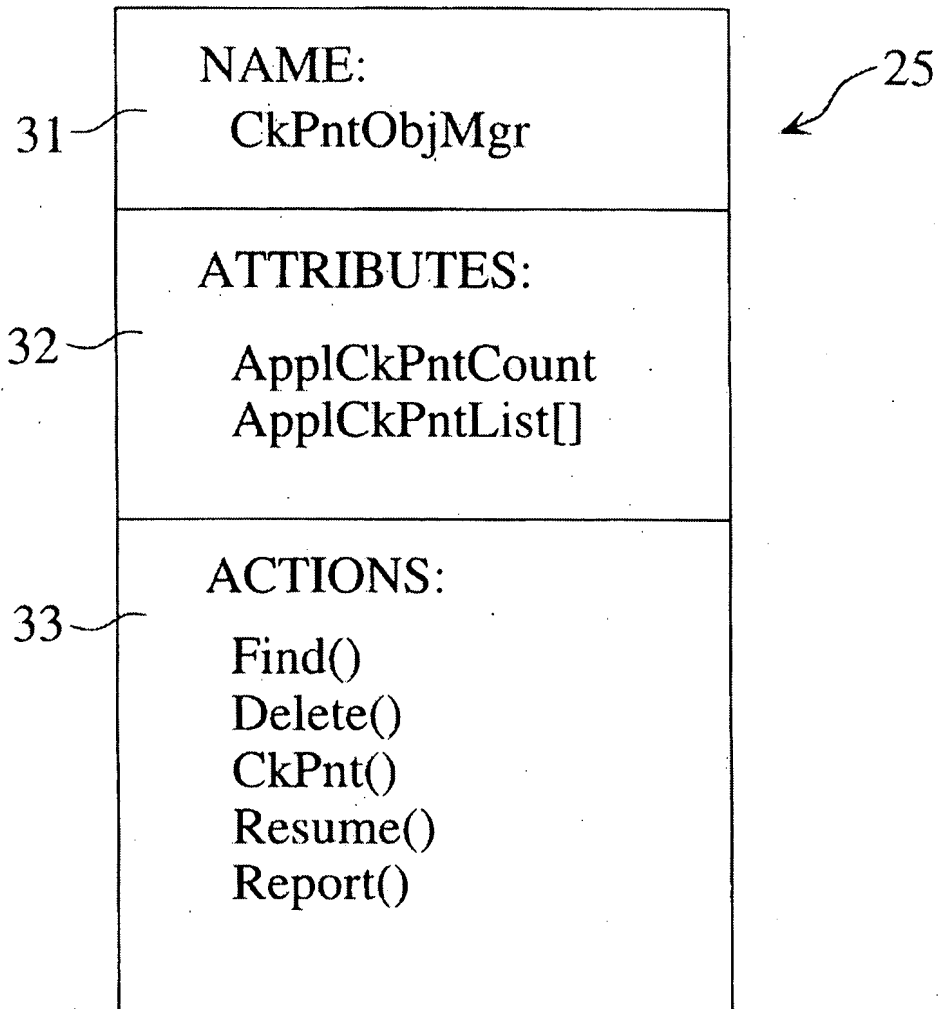 NAME:
25
31
CkPntObjMgr
ATTRIBUTES:
32
ApplCkPntCount
ApplCkPntList[]
ACTIONS:
33
Find()
Delete()
CkPnt()
Resume()
Report()